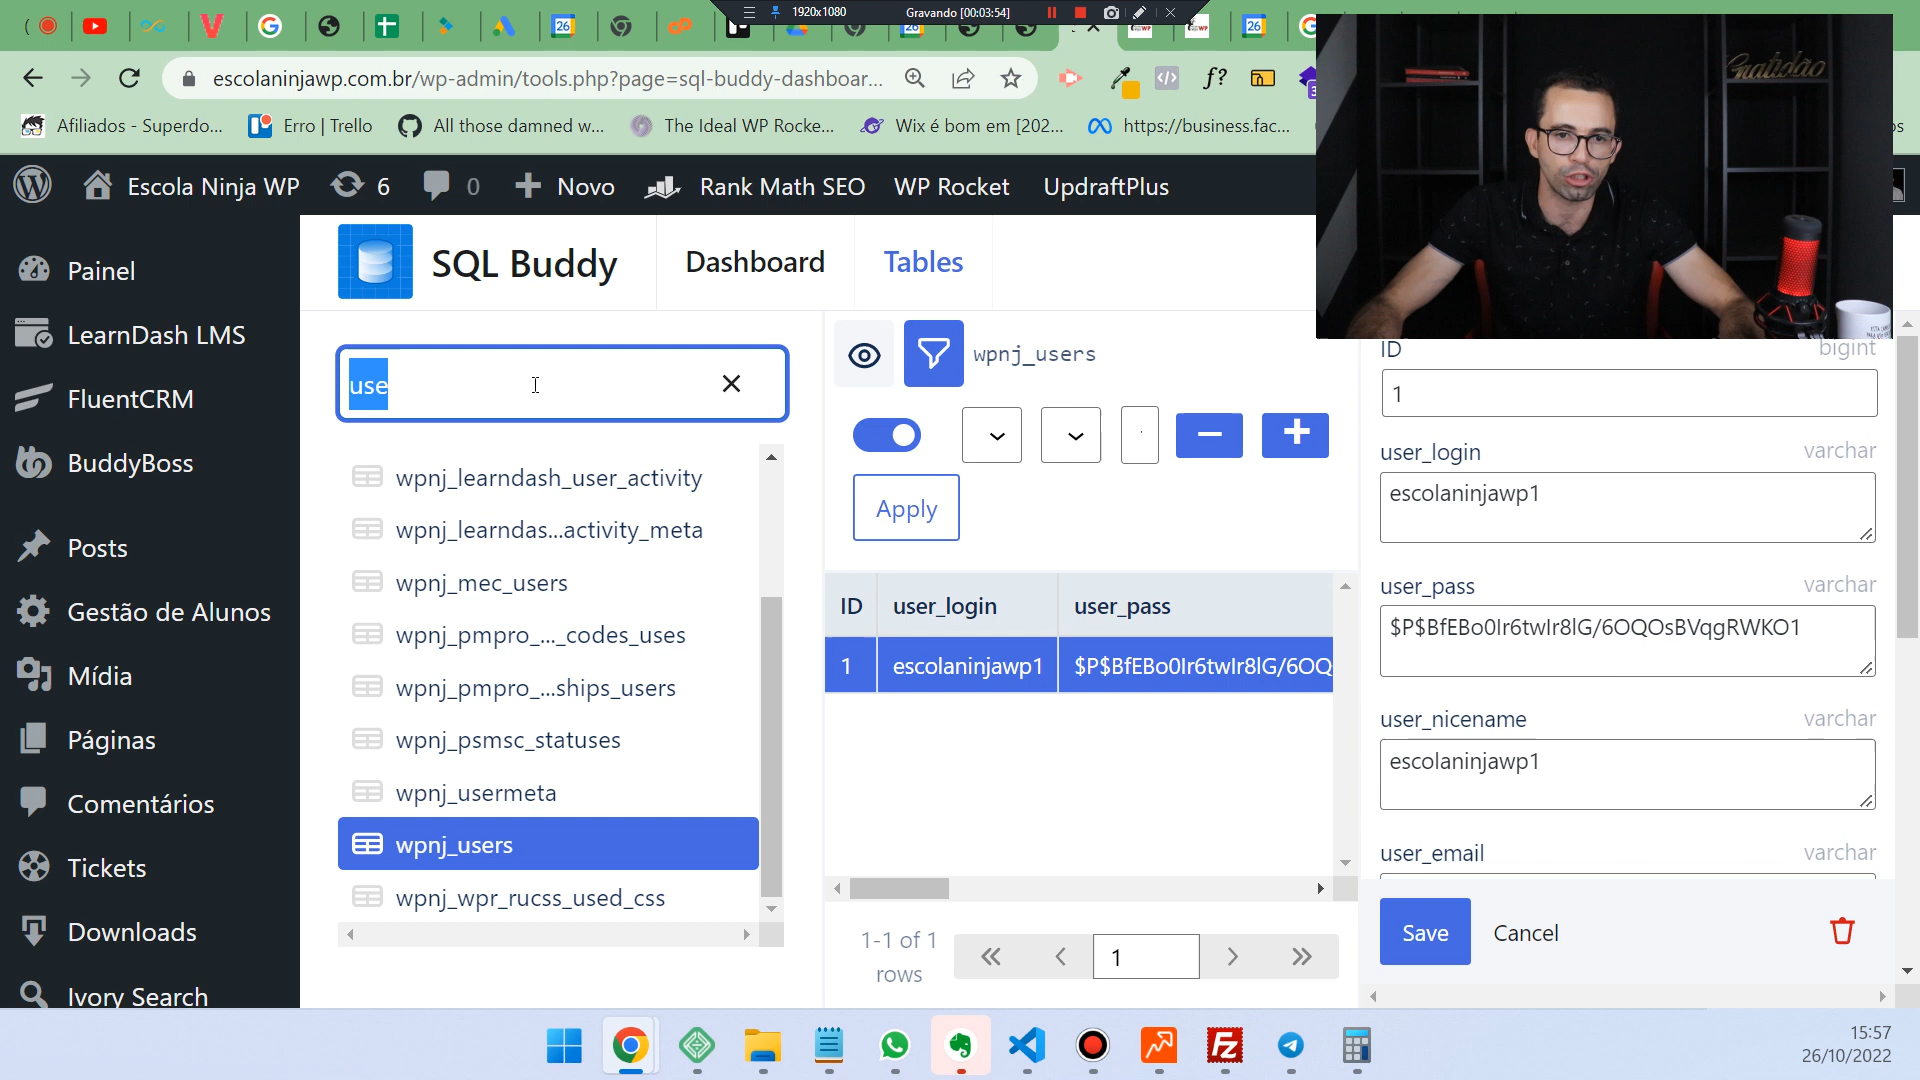 1920x1080
Gravando [00:03:54]
escolaninjawp.com.br/wp-admin/tools.php?page=sql-buddy-dashboar...
f?
Afiliados - Superdo...
Erro | Trello
All those damned w...
The Ideal WP Rocke...
Wix é bom em [202...
https://business.fac...
Gratidão
Escola Ninja WP
6
0
Novo
Rank Math SEO
WP Rocket
UpdraftPlus
Painel
LearnDash LMS
FluentCRM
BuddyBoss
Posts
Gestão de Alunos
Mídia
Páginas
Comentários
Tickets
Downloads
Ivory Search
SQL Buddy
Dashboard
Tables
use
wpnj_learndash_user_activity
wpnj_learndas...activity_meta
wpnj_mec_users
wpnj_pmpro_..._codes_uses
wpnj_pmpro_...ships_users
wpnj_psmsc_statuses
wpnj_usermeta
wpnj_users
wpnj_wpr_rucss_used_css
wpnj_users
Apply
ID user_login user_pass
1 escolaninjawp1 $P$BfEBo0Ir6twIr8lG/6OQ
1-1 of 1
rows
1
ID bigint
1
user_login varchar
escolaninjawp1
user_pass varchar
$P$BfEBo0Ir6twIr8lG/6OQOsBVqgRWKO1
user_nicename varchar
escolaninjawp1
user_email varchar
Save
Cancel
15:57
26/10/2022